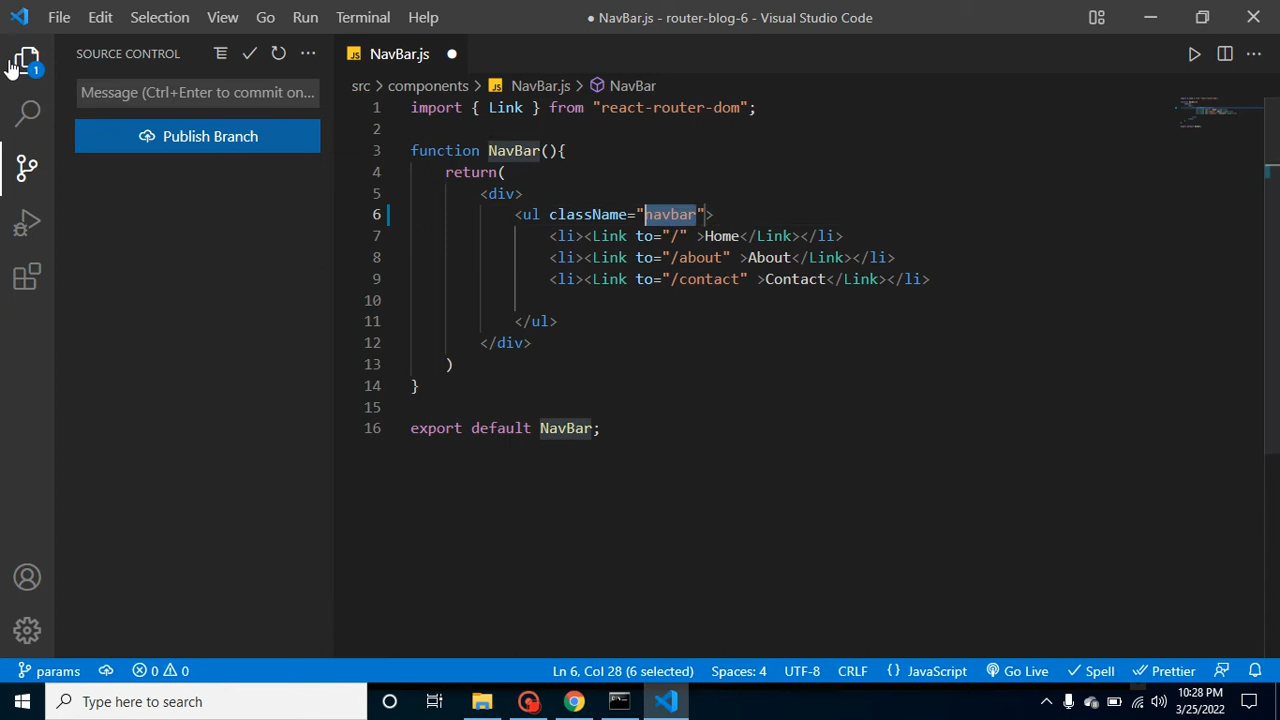 File Edit Selection View Go Run Terminal Help ● NavBar.js - router-blog-6 - Visual Studio Code
SOURCE CONTROL
JS NavBar.js
1
src components JS NavBar.js NavBar
Message (Ctrl+Enter to commit on...
Publish Branch
1 import { Link } from "react-router-dom";
2
3 function NavBar(){
4 return(
5 <div>
6 <ul className="navbar">
7 <li><Link to="/" >Home</Link></li>
8 <li><Link to="/about" >About</Link></li>
9 <li><Link to="/contact" >Contact</Link></li>
10
11 </ul>
12 </div>
13 )
14 }
15
16 export default NavBar;
params 0 0 Ln 6, Col 28 (6 selected) Spaces: 4 UTF-8 CRLF { } JavaScript Go Live Spell Prettier
Type here to search
10:28 PM
3/25/2022